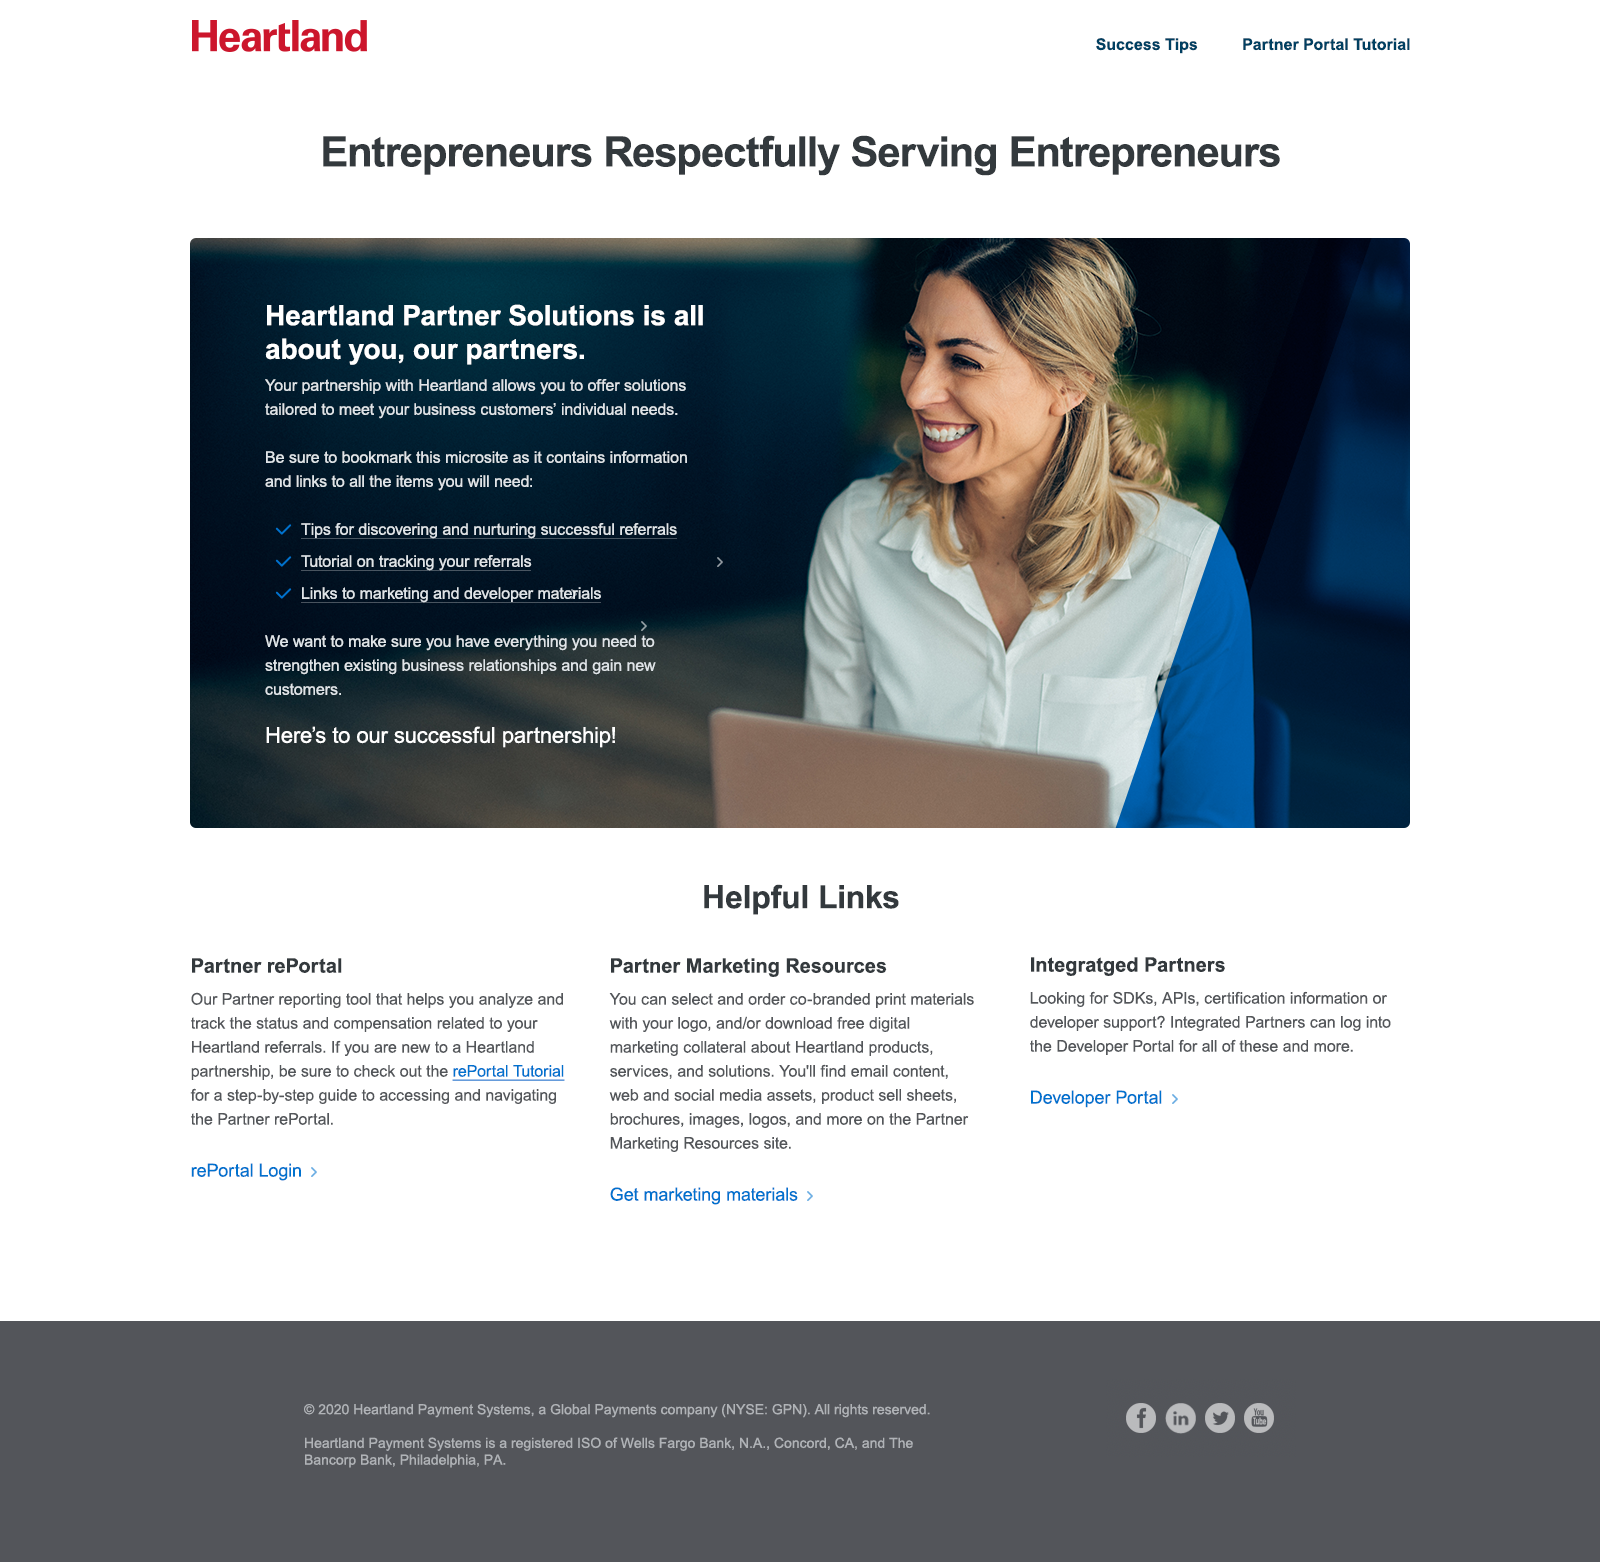 Heartland
Success Tips
Partner Portal Tutorial
Entrepreneurs Respectfully Serving Entrepreneurs
Heartland Partner Solutions is all
about you, our partners.
Your partnership with Heartland allows you to offer solutions
tailored to meet your business customers’ individual needs.
Be sure to bookmark this microsite as it contains information
and links to all the items you will need:
Tips for discovering and nurturing successful referrals
Tutorial on tracking your referrals
Links to marketing and developer materials
We want to make sure you have everything you need to
strengthen existing business relationships and gain new
customers.
Here’s to our successful partnership!
Helpful Links
Partner rePortal
Our Partner reporting tool that helps you analyze and
track the status and compensation related to your
Heartland referrals. If you are new to a Heartland
partnership, be sure to check out the rePortal Tutorial
for a step-by-step guide to accessing and navigating
the Partner rePortal.
rePortal Login
Partner Marketing Resources
You can select and order co-branded print materials
with your logo, and/or download free digital
marketing collateral about Heartland products,
services, and solutions. You'll find email content,
web and social media assets, product sell sheets,
brochures, images, logos, and more on the Partner
Marketing Resources site.
Get marketing materials
Integratged Partners
Looking for SDKs, APIs, certification information or
developer support? Integrated Partners can log into
the Developer Portal for all of these and more.
Developer Portal
© 2020 Heartland Payment Systems, a Global Payments company (NYSE: GPN). All rights reserved.
Heartland Payment Systems is a registered ISO of Wells Fargo Bank, N.A., Concord, CA, and The
Bancorp Bank, Philadelphia, PA.
f
in
You
Tube